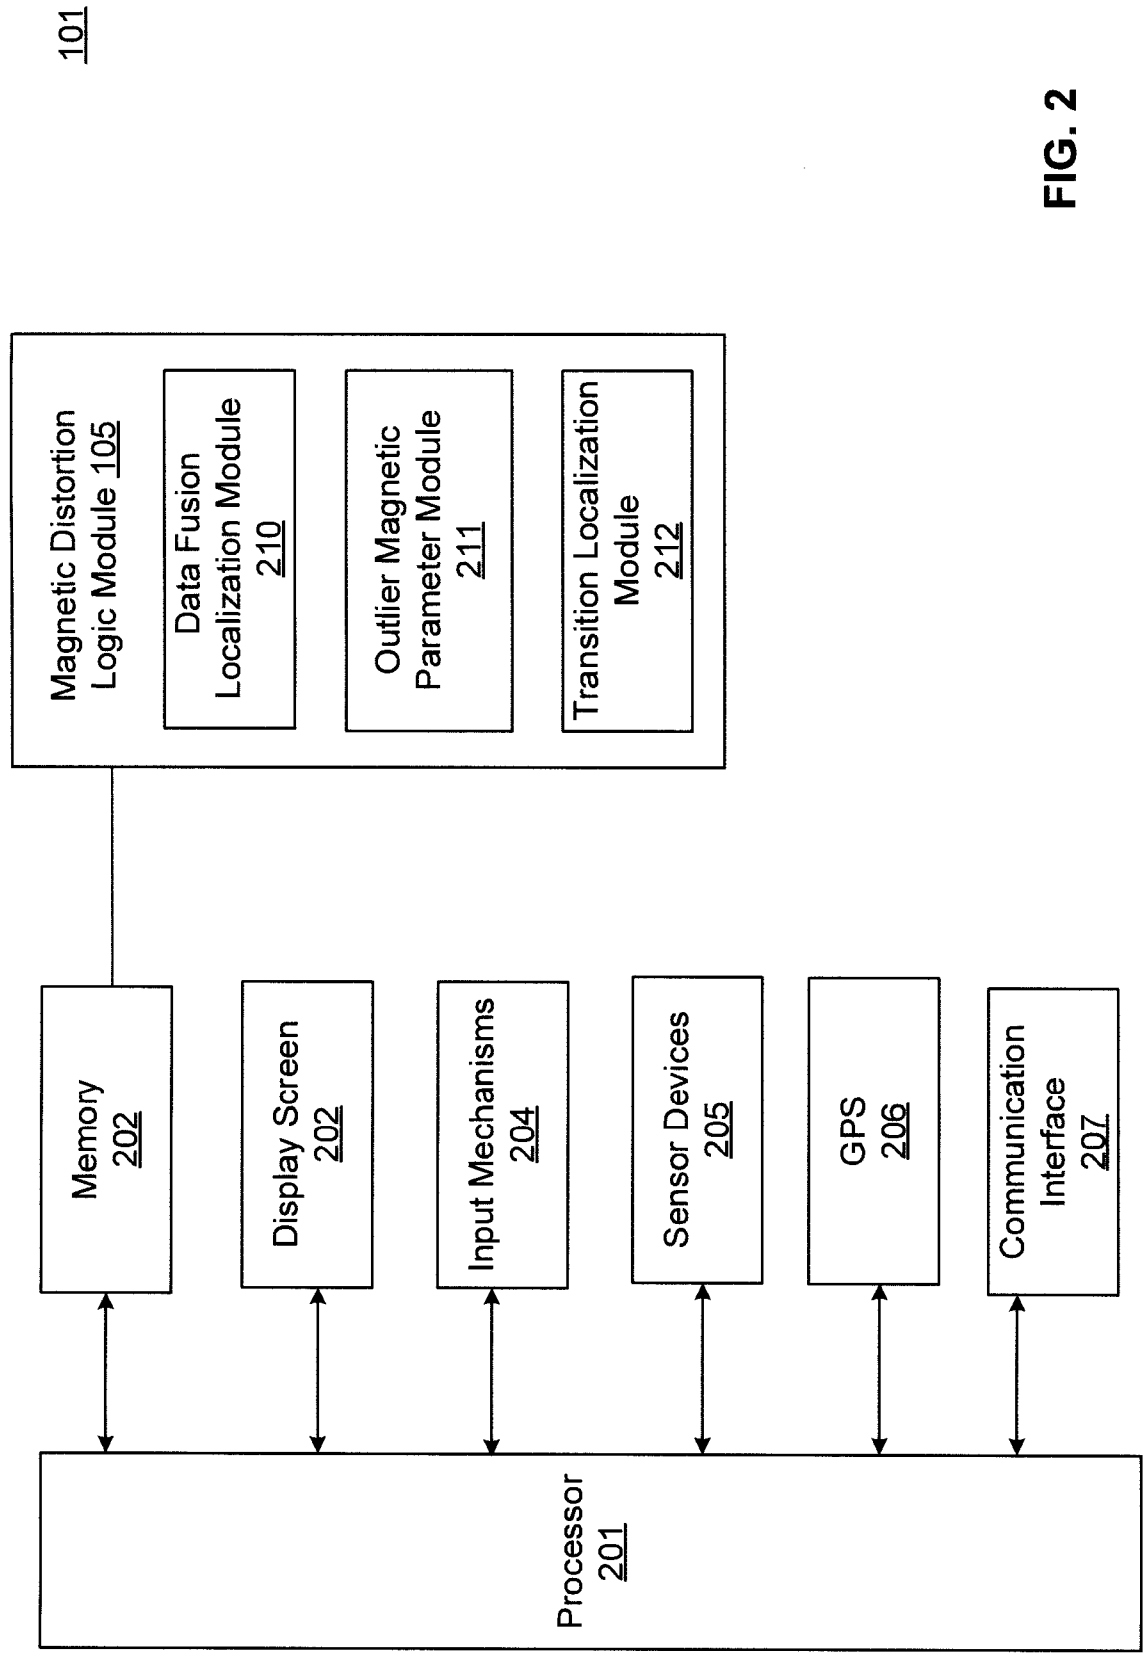 101
Magnetic Distortion
Logic Module 105
Data Fusion
Localization Module
210
Outlier Magnetic
Parameter Module
211
Transition Localization
Module
212
Memory
202
Display Screen
202
Input Mechanisms
204
Sensor Devices
205
GPS
206
Communication
Interface
207
Processor
201
FIG. 2